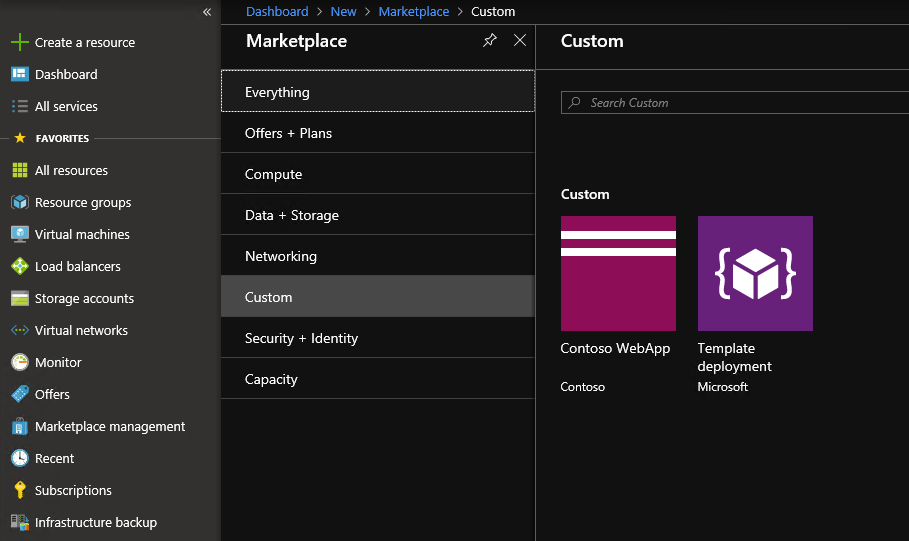 «
Create a resource
Dashboard
All services
FAVORITES
All resources
Resource groups
Virtual machines
Load balancers
Storage accounts
Virtual networks
Monitor
Offers
Marketplace management
Recent
Subscriptions
Infrastructure backup
Dashboard > New > Marketplace > Custom
Marketplace
Everything
Offers + Plans
Compute
Data + Storage
Networking
Custom
Security + Identity
Capacity
Custom
Search Custom
Custom
Contoso WebApp
Contoso
Template
deployment
Microsoft